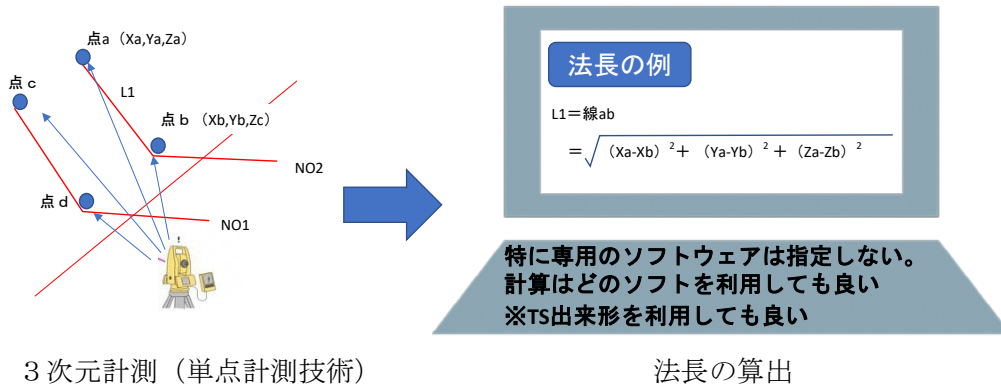 点a（Xa,Ya,Za）
点ｃ
L1
点ｂ（Xb,Yb,Zc）
NO2
点ｄ
NO1
法長の例
L1＝線ab
＝√（Xa-Xb）²＋（Ya-Yb）²＋（Za-Zb）²
特に専用のソフトウェアは指定しない。
計算はどのソフトを利用しても良い
※TS出来形を利用しても良い
３次元計測（単点計測技術）
法長の算出